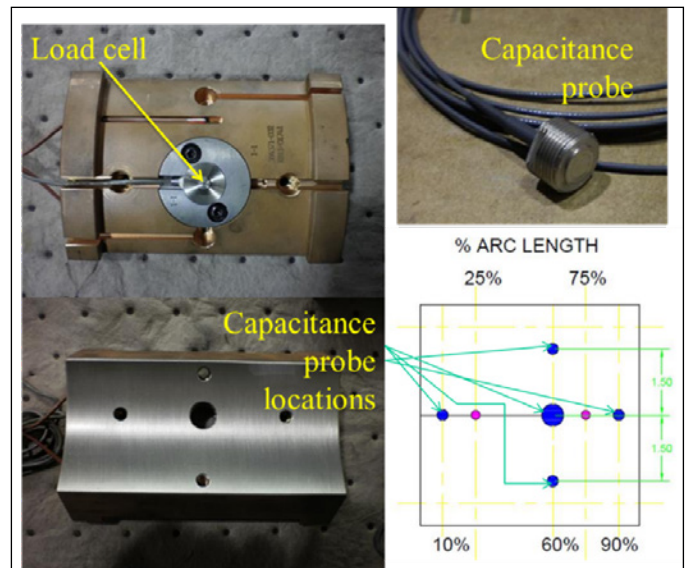 Load cell
Capacitance
probe
Capacitance
probe
locations
% ARC LENGTH
25%
75%
1.50
1.50
10%
60%
90%